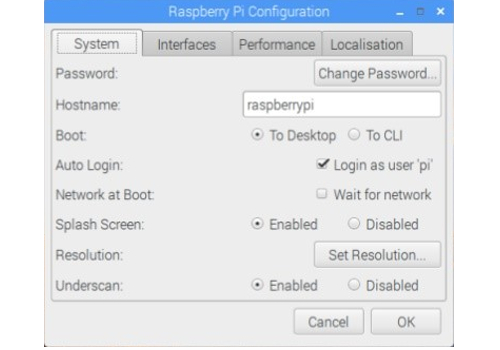 Raspberry Pi Configuration
System Interfaces Performance Localisation
Password: Change Password...
Hostname: raspberrypi
Boot: To Desktop To CLI
Auto Login: Login as user 'pi'
Network at Boot: Wait for network
Splash Screen: Enabled Disabled
Resolution: Set Resolution...
Underscan: Enabled Disabled
Cancel OK